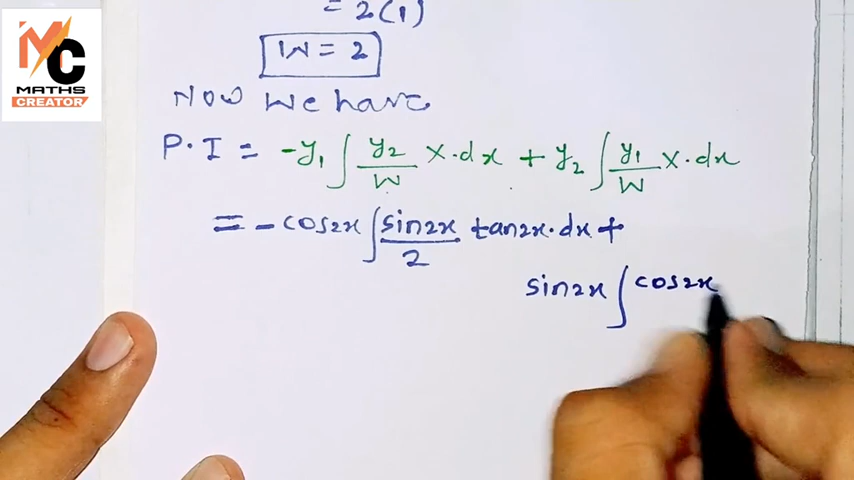 = 2(1)
W = 2
MC
MATHS
CREATOR
Now we have
P.I = -y₁ ∫ y₂/W X.dx + y₂ ∫ y₁/W X.dx
= -cos2x ∫ sin2x/2 tan2x.dx +
sin2x ∫ cos2x